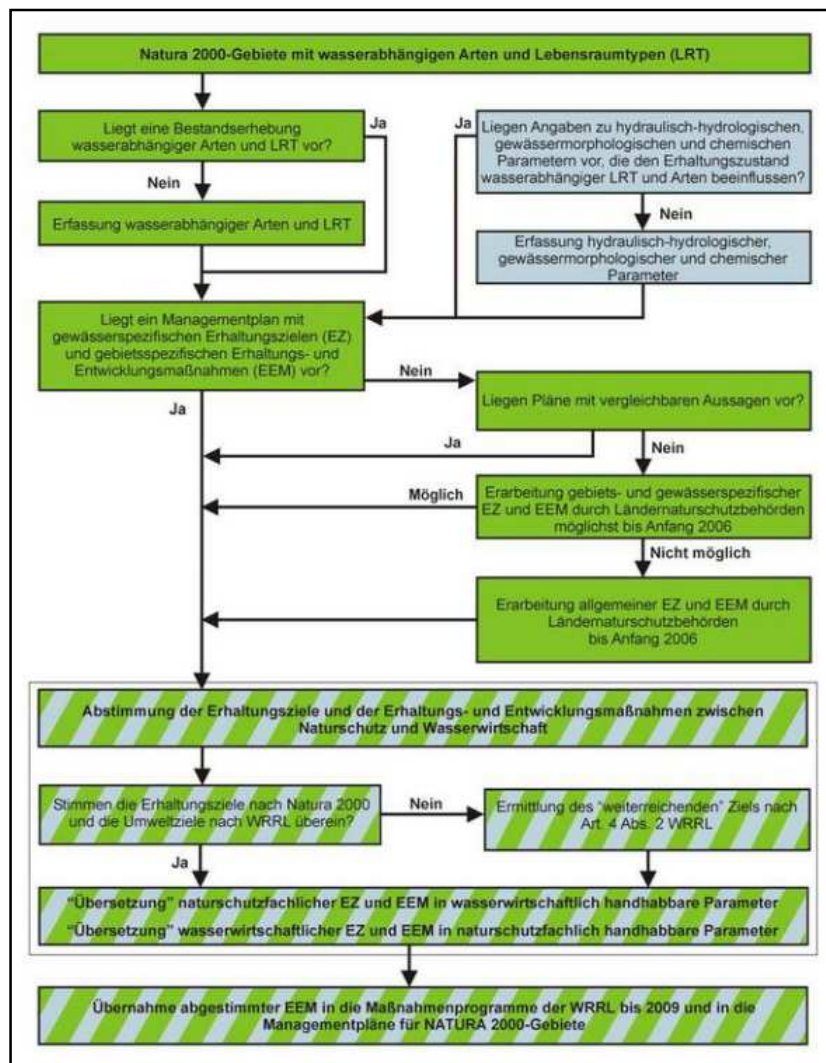 Natura 2000-Gebiete mit wasserabhängigen Arten und Lebensraumtypen (LRT)
Liegt eine Bestandserhebung
wasserabhängiger Arten und LRT vor?
Ja
Nein
Erfassung wasserabhängiger Arten und LRT
Ja
Liegen Angaben zu hydraulisch-hydrologischen,
gewässermorphologischen und chemischen
Parametern vor, die den Erhaltungszustand
wasserabhängiger LRT und Arten beeinflussen?
Nein
Erfassung hydraulisch-hydrologischer,
gewässermorphologischer und chemischer
Parameter
Liegt ein Managementplan mit
gewässerspezifischen Erhaltungszielen (EZ)
und gebietsspezifischen Erhaltungs- und
Entwicklungsmaßnahmen (EEM) vor?
Nein
Ja
Liegen Pläne mit vergleichbaren Aussagen vor?
Ja
Nein
Möglich
Erarbeitung gebiets- und gewässerspezifischer
EZ und EEM durch Ländernaturschutzbehörden
möglichst bis Anfang 2006
Nicht möglich
Erarbeitung allgemeiner EZ und EEM durch
Ländernaturschutzbehörden
bis Anfang 2006
Abstimmung der Erhaltungsziele und der Erhaltungs- und Entwicklungsmaßnahmen zwischen
Naturschutz und Wasserwirtschaft
Stimmen die Erhaltungsziele nach Natura 2000
und die Umweltziele nach WRRL überein?
Nein
Ermittlung des "weiterreichenden" Ziels nach
Art. 4 Abs. 2 WRRL
Ja
"Übersetzung" naturschutzfachlicher EZ und EEM in wasserwirtschaftlich handhabbare Parameter
"Übersetzung" wasserwirtschaftlicher EZ und EEM in naturschutzfachlich handhabbare Parameter
Übernahme abgestimmter EEM in die Maßnahmenprogramme der WRRL bis 2009 und in die
Managementpläne für NATURA 2000-Gebiete